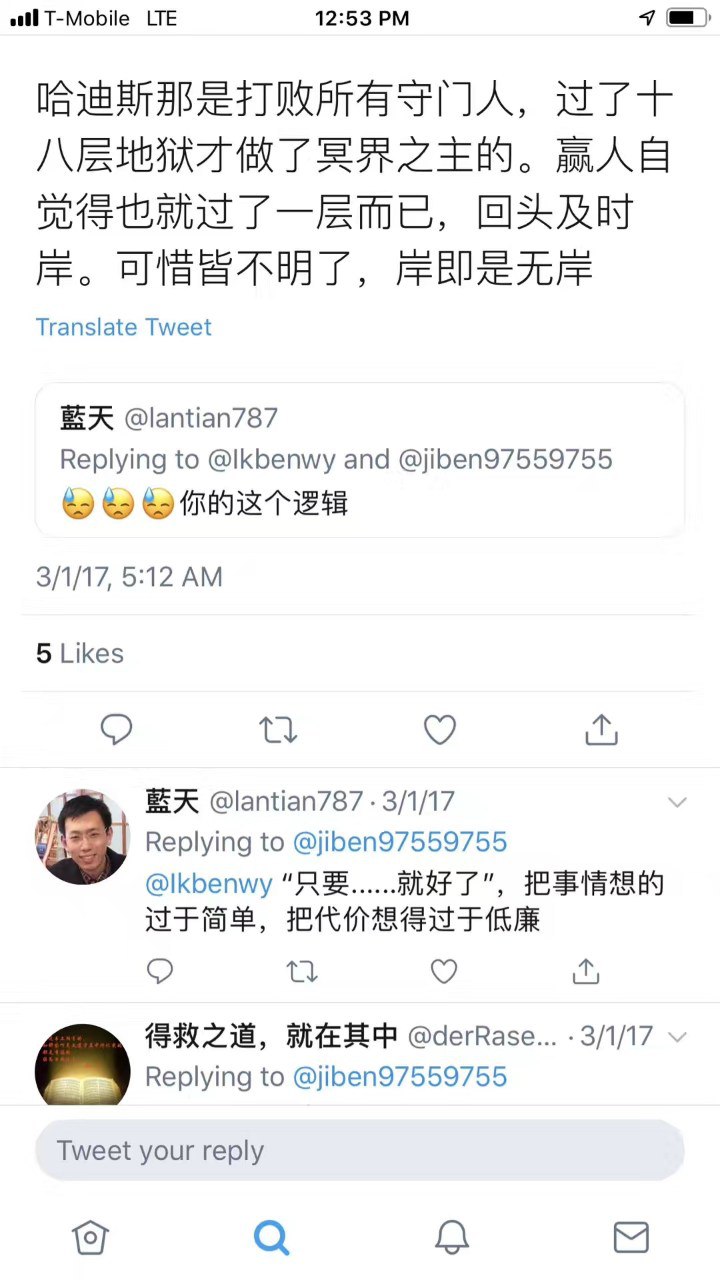 T-Mobile LTE 12:53 PM
哈迪斯那是打败所有守门人，过了十
八层地狱才做了冥界之主的。赢人自
觉得也就过了一层而已，回头及时
岸。可惜皆不明了，岸即是无岸
Translate Tweet
藍天 @lantian787
Replying to @lkbenwy and @jiben97559755
😓😓😓你的这个逻辑
3/1/17, 5:12 AM
5 Likes
藍天 @lantian787 · 3/1/17
Replying to @jiben97559755
@lkbenwy “只要……就好了”，把事情想的
过于简单，把代价想得过于低廉
得救之道，就在其中 @derRase... · 3/1/17
Replying to @jiben97559755
Tweet your reply